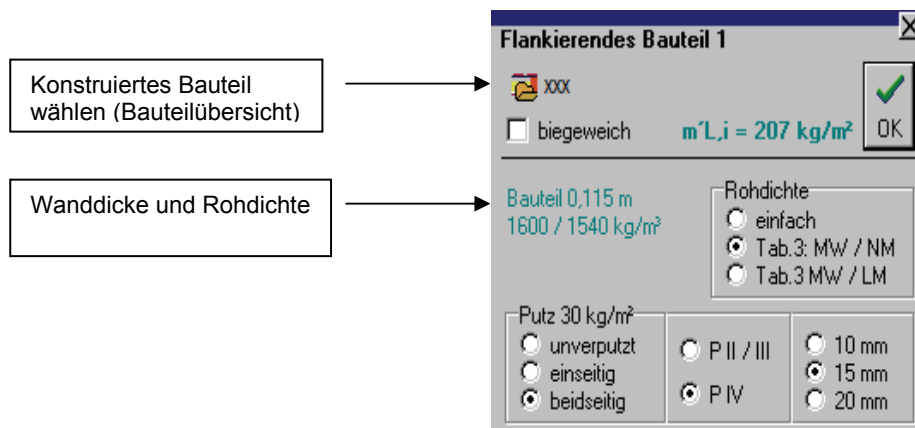 Flankierendes Bauteil 1
Konstruiertes Bauteil
wählen (Bauteilübersicht)
xxx
biegeweich
m´L,i = 207 kg/m²
OK
Wanddicke und Rohdichte
Bauteil 0,115 m
1600 / 1540 kg/m³
Rohdichte
einfach
Tab.3: MW / NM
Tab.3 MW / LM
Putz 30 kg/m²
unverputzt
einseitig
beidseitig
P II / III
P IV
10 mm
15 mm
20 mm